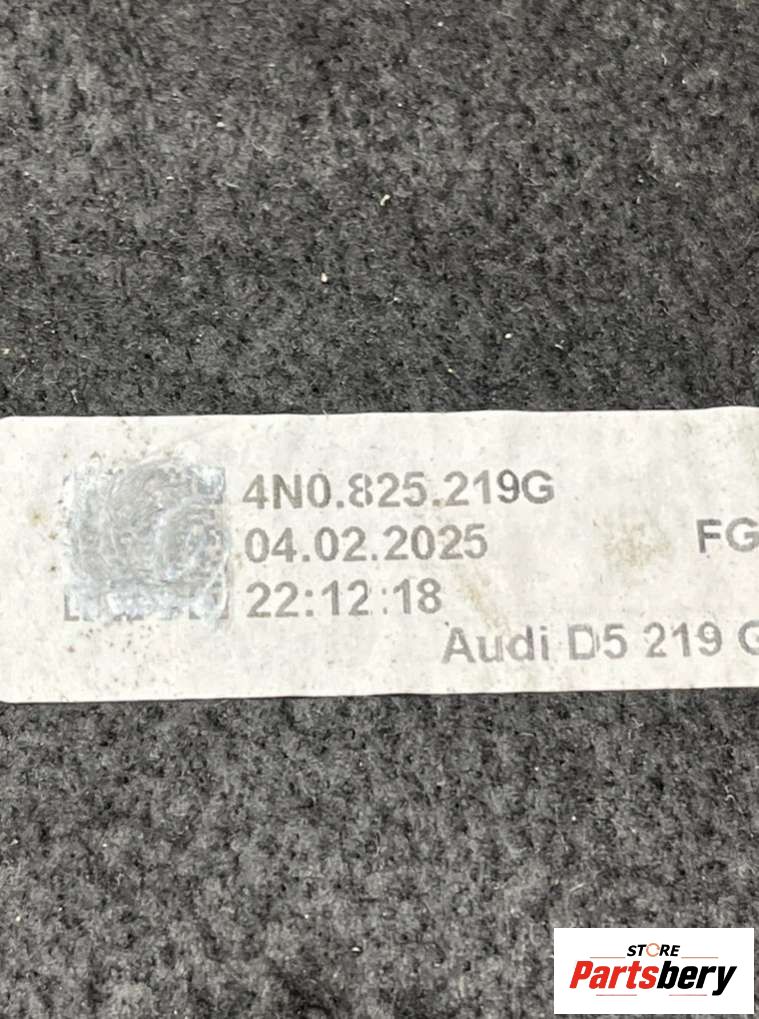 4N0.825.219G
04.02.2025
FG
22:12:18
Audi D5 219 G
STORE
Partsbery